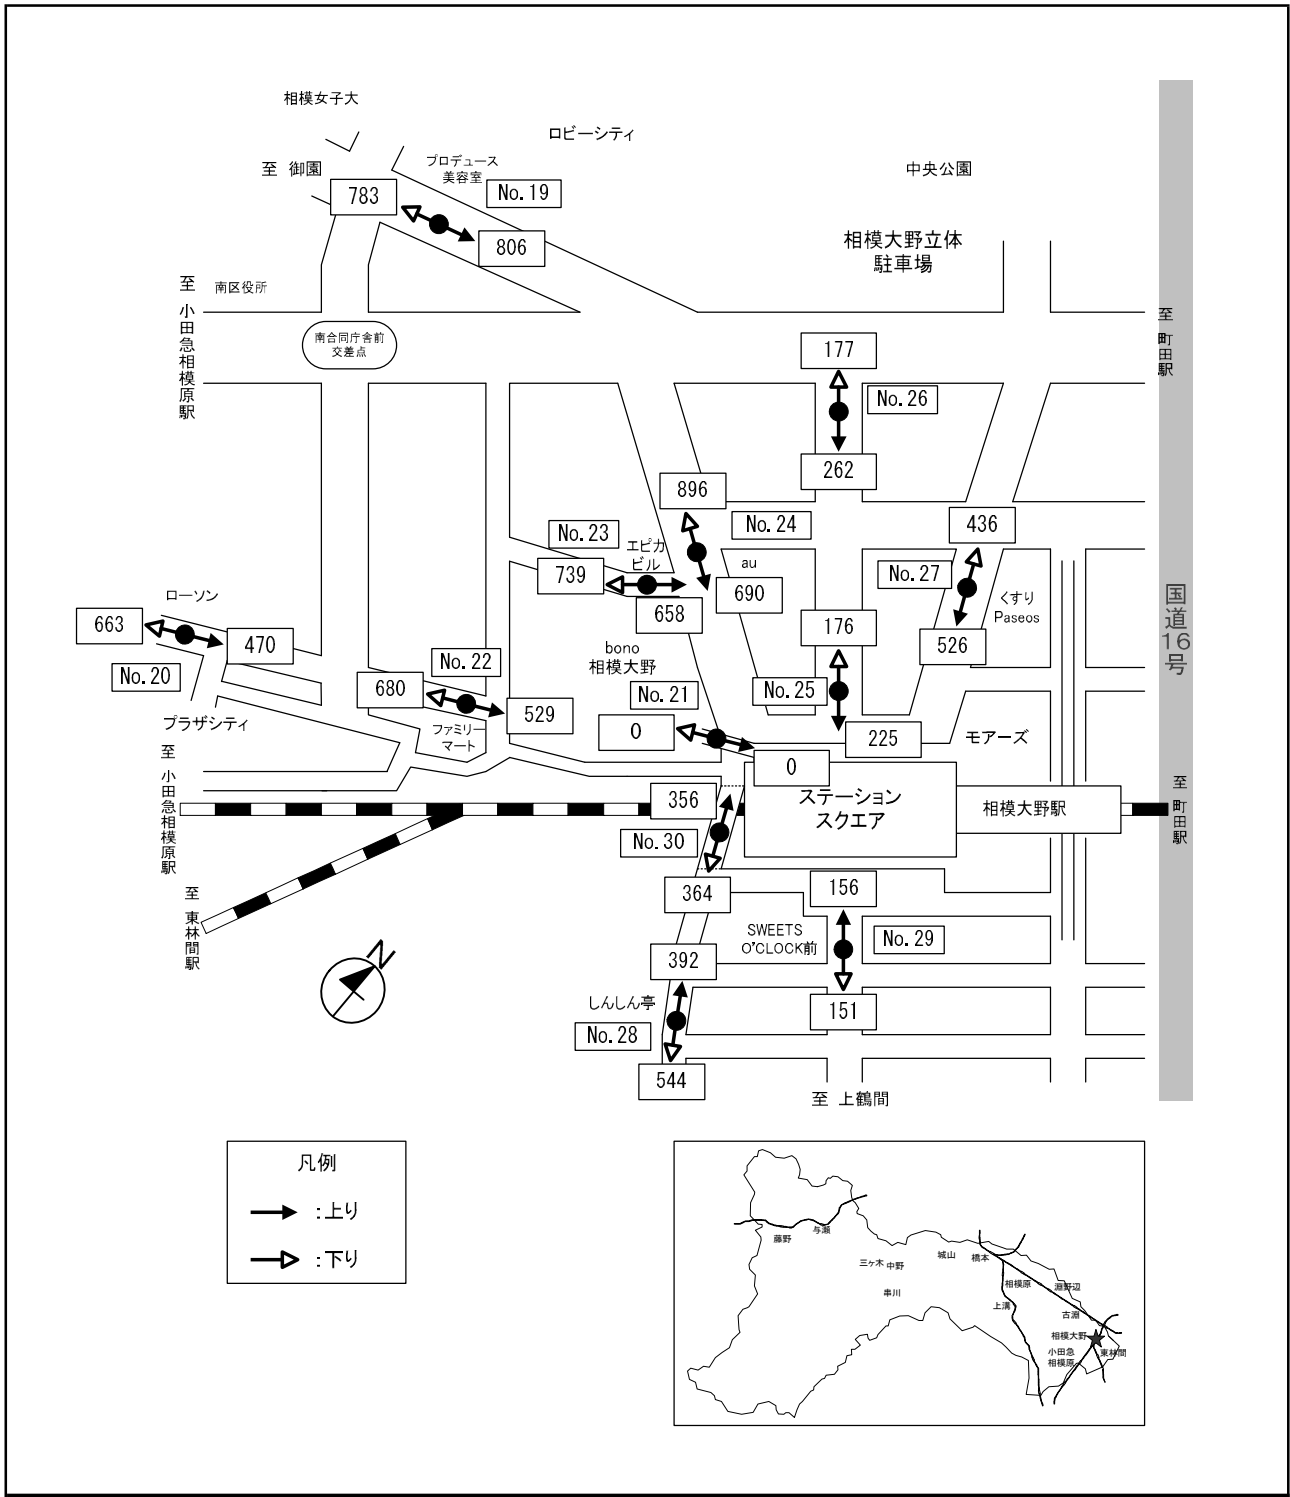 相模女子大
ロビーシティ
至 御園
プロデュース
美容室
中央公園
783
No.19
806
相模大野立体
駐車場
至 小田急相模原駅
南区役所
南合同庁舎前
交差点
至 町田駅
177
No.26
262
896
No.24
436
No.23
エピカ
ビル
739
au
No.27
くすり
Paseos
国道16号
ローソン
663
470
No.20
658
690
176
526
bono
相模大野
No.22
680
529
No.21
No.25
プラザシティ
ファミリー
マート
0
225
モアーズ
0
至 小田急相模原駅
356
ステーション
スクエア
相模大野駅
至 町田駅
No.30
364
156
至 東林間駅
SWEETS
O'CLOCK前
No.29
392
N
しんしん亭
No.28
151
544
至 上鶴間
凡例
:上り
:下り
藤野
与瀬
三ヶ木
中野
串川
城山
橋本
相模原
上溝
淵野辺
古淵
相模大野
小田急
相模原
東林間